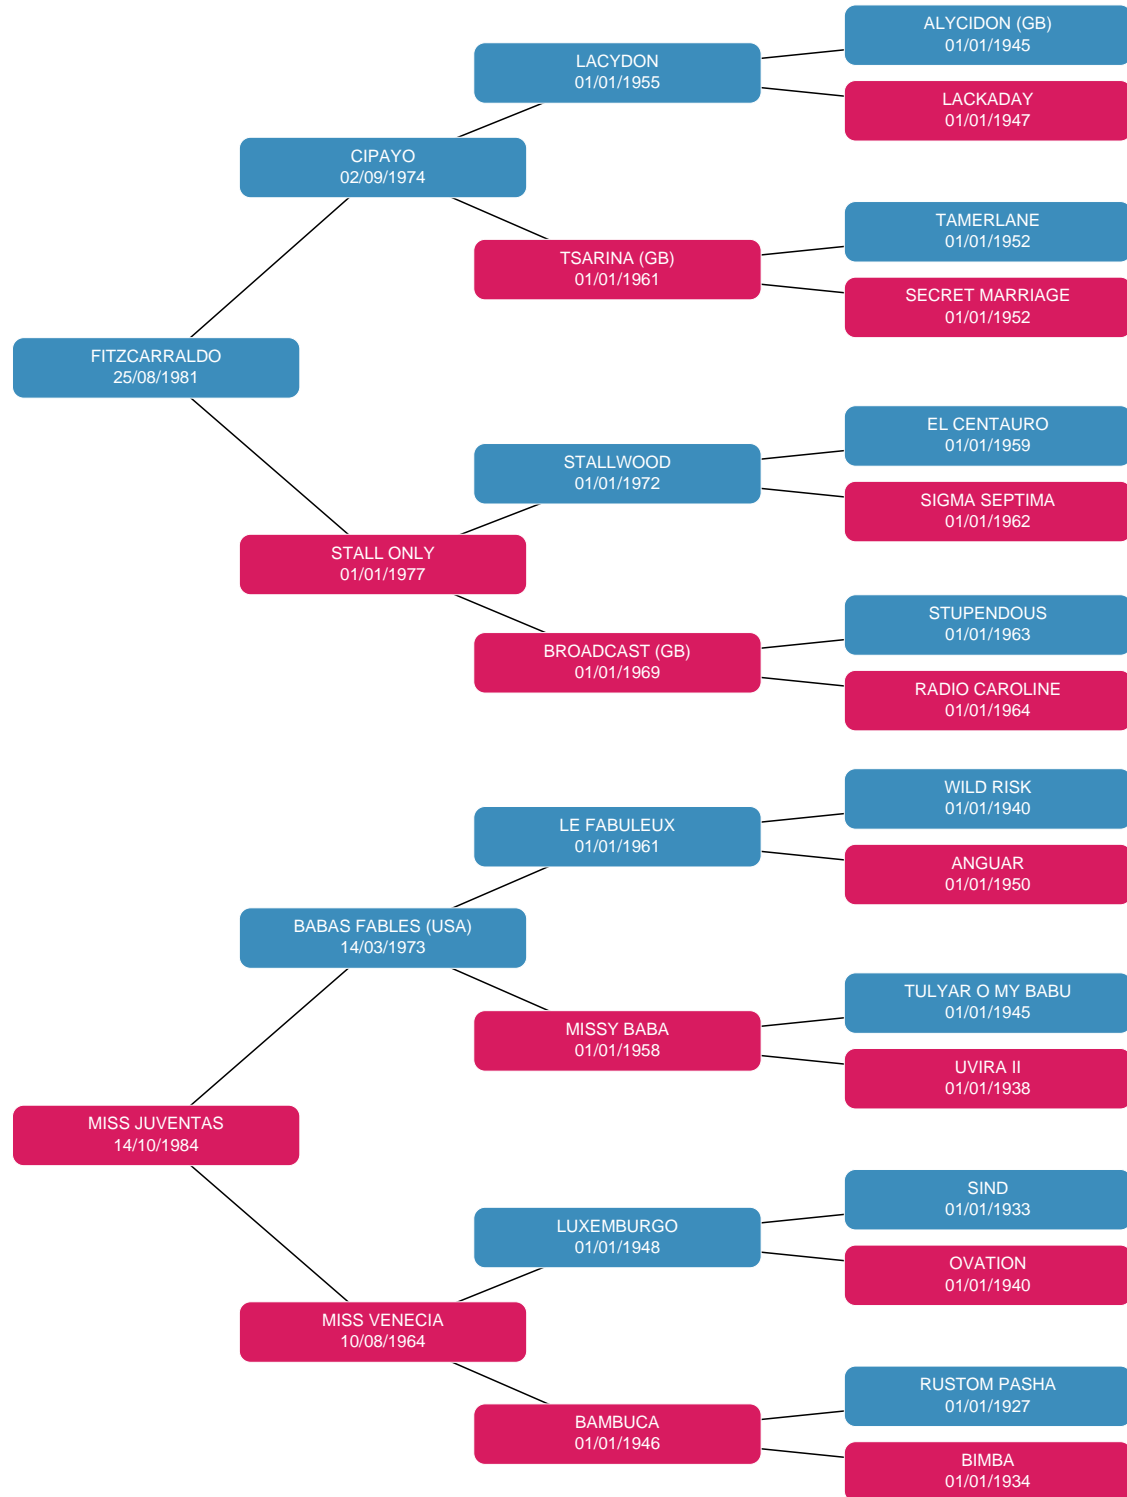 ALYCIDON (GB)
01/01/1945
LACYDON
01/01/1955
LACKADAY
01/01/1947
CIPAYO
02/09/1974
TAMERLANE
01/01/1952
TSARINA (GB)
01/01/1961
SECRET MARRIAGE
01/01/1952
FITZCARRALDO
25/08/1981
EL CENTAURO
01/01/1959
STALLWOOD
01/01/1972
SIGMA SEPTIMA
01/01/1962
STALL ONLY
01/01/1977
STUPENDOUS
01/01/1963
BROADCAST (GB)
01/01/1969
RADIO CAROLINE
01/01/1964
WILD RISK
01/01/1940
LE FABULEUX
01/01/1961
ANGUAR
01/01/1950
BABAS FABLES (USA)
14/03/1973
TULYAR O MY BABU
01/01/1945
MISSY BABA
01/01/1958
UVIRA II
01/01/1938
MISS JUVENTAS
14/10/1984
SIND
01/01/1933
LUXEMBURGO
01/01/1948
OVATION
01/01/1940
MISS VENECIA
10/08/1964
RUSTOM PASHA
01/01/1927
BAMBUCA
01/01/1946
BIMBA
01/01/1934